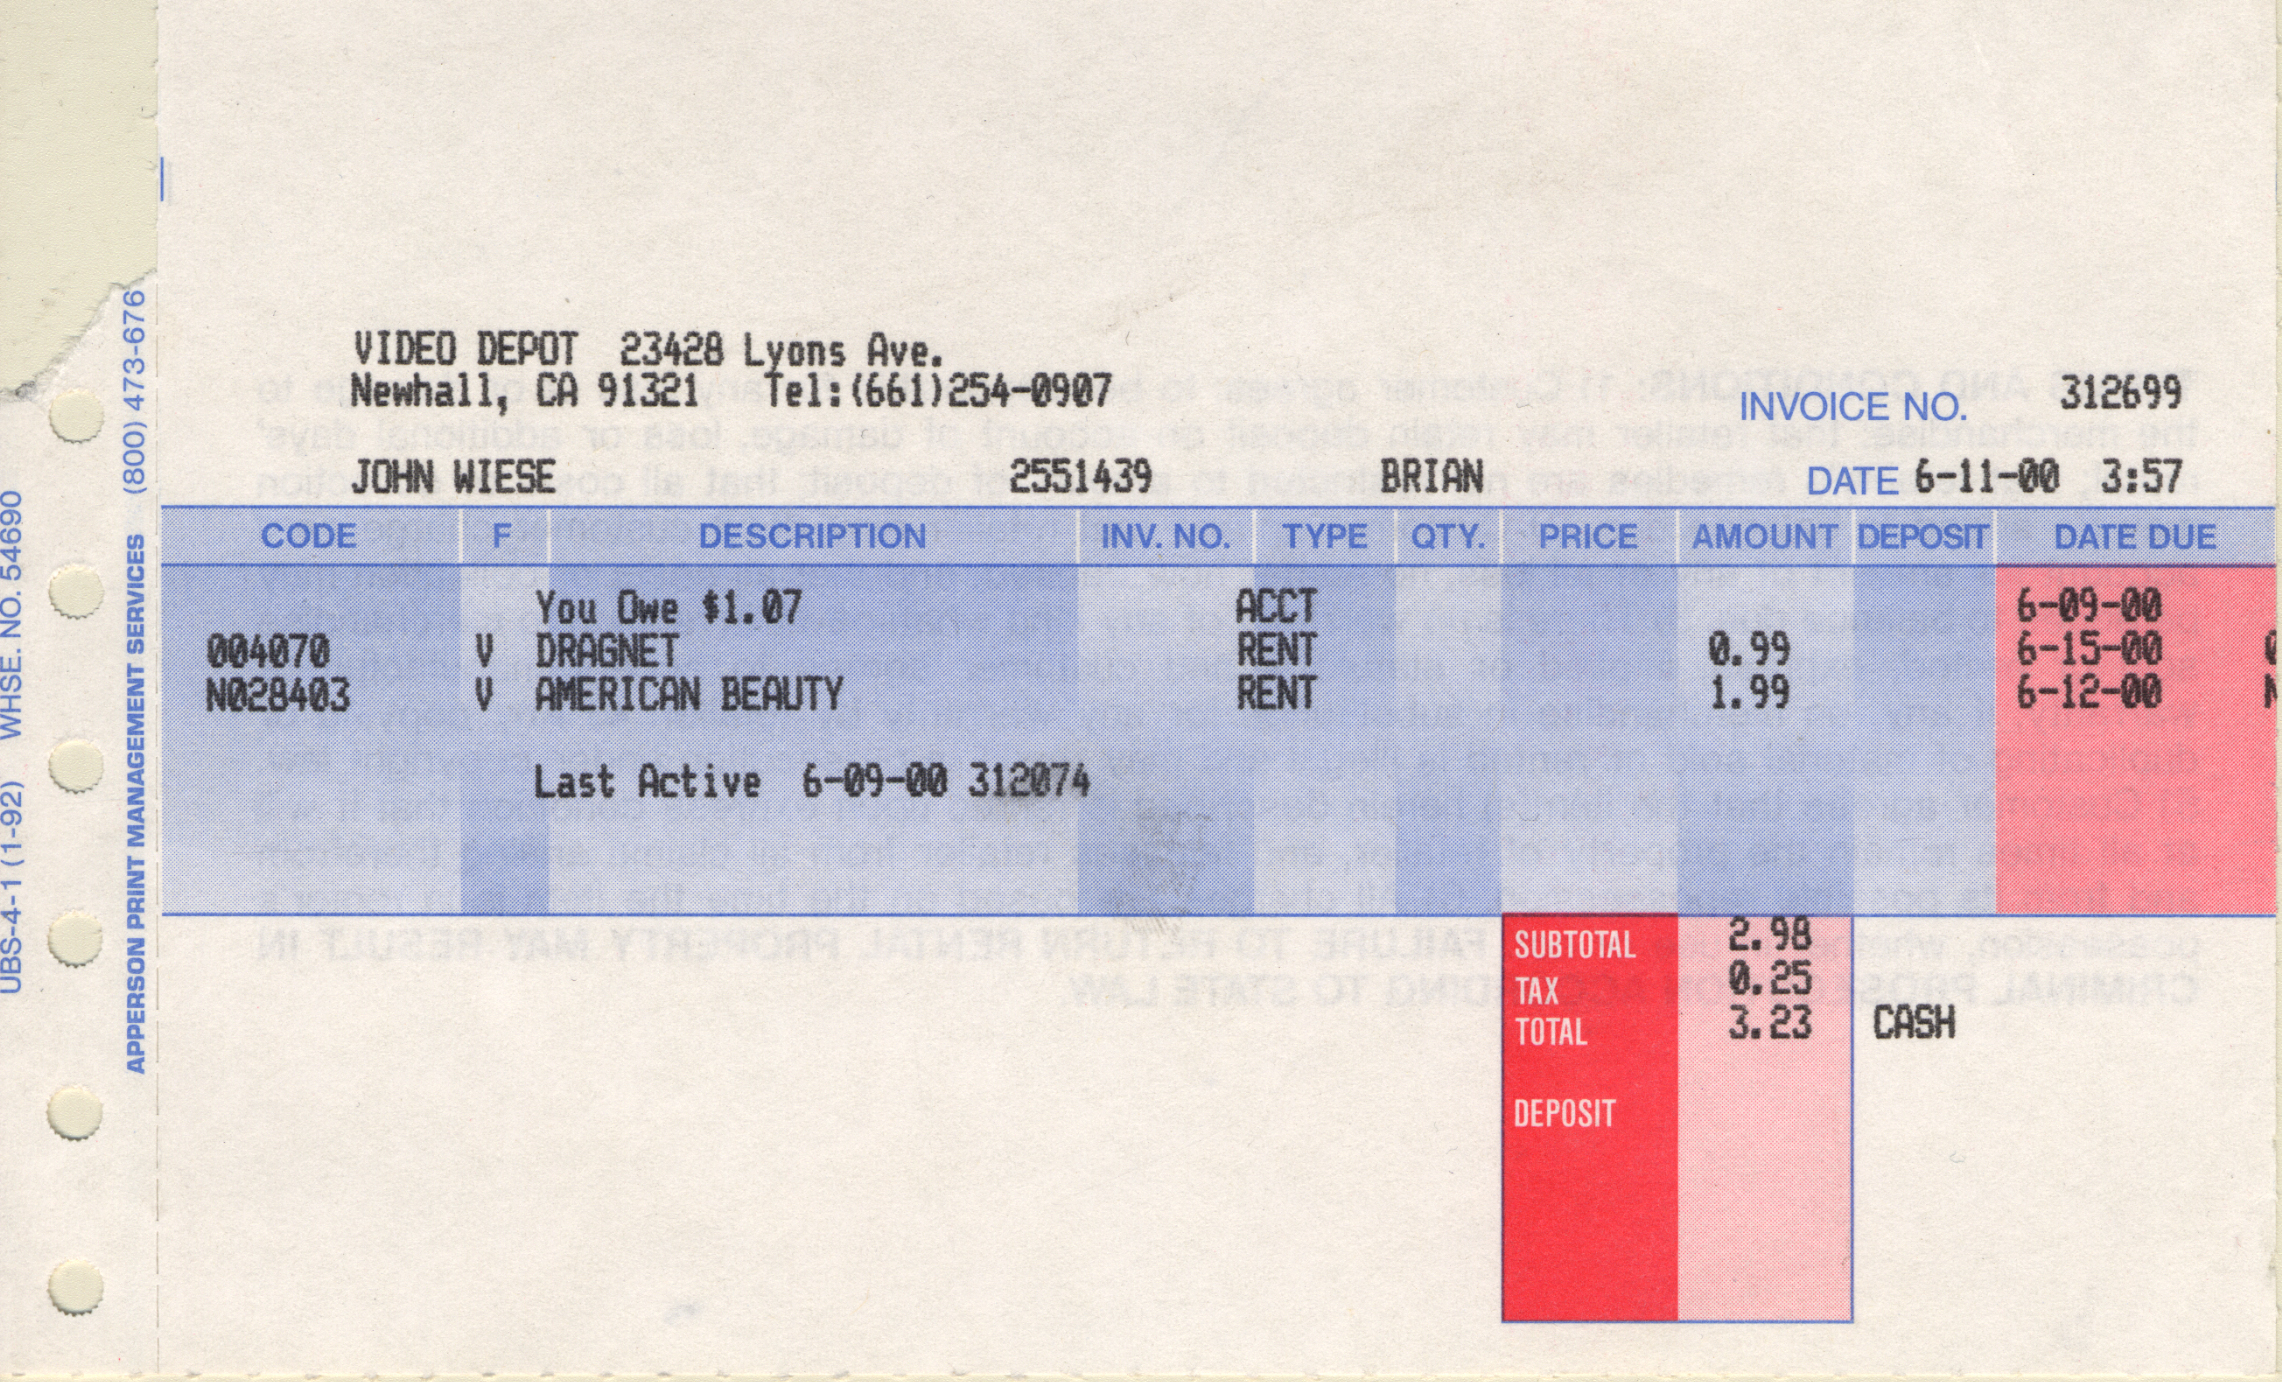 VIDEO DEPOT 23428 Lyons Ave.
Newhall, CA 91321 Tel:(661)254-0907
INVOICE NO. 312699
JOHN WIESE 2551439 BRIAN DATE 6-11-00 3:57
CODE F DESCRIPTION INV. NO. TYPE QTY. PRICE AMOUNT DEPOSIT DATE DUE
You Owe $1.07 ACCT 6-09-00
004070 V DRAGNET RENT 0.99 6-15-00
N028403 V AMERICAN BEAUTY RENT 1.99 6-12-00
Last Active 6-09-00 312074
SUBTOTAL 2.98
TAX 0.25
TOTAL 3.23 CASH
DEPOSIT
UBS-4-1 (1-92) WHSE. NO. 54690
APPERSON PRINT MANAGEMENT SERVICES (800) 473-676